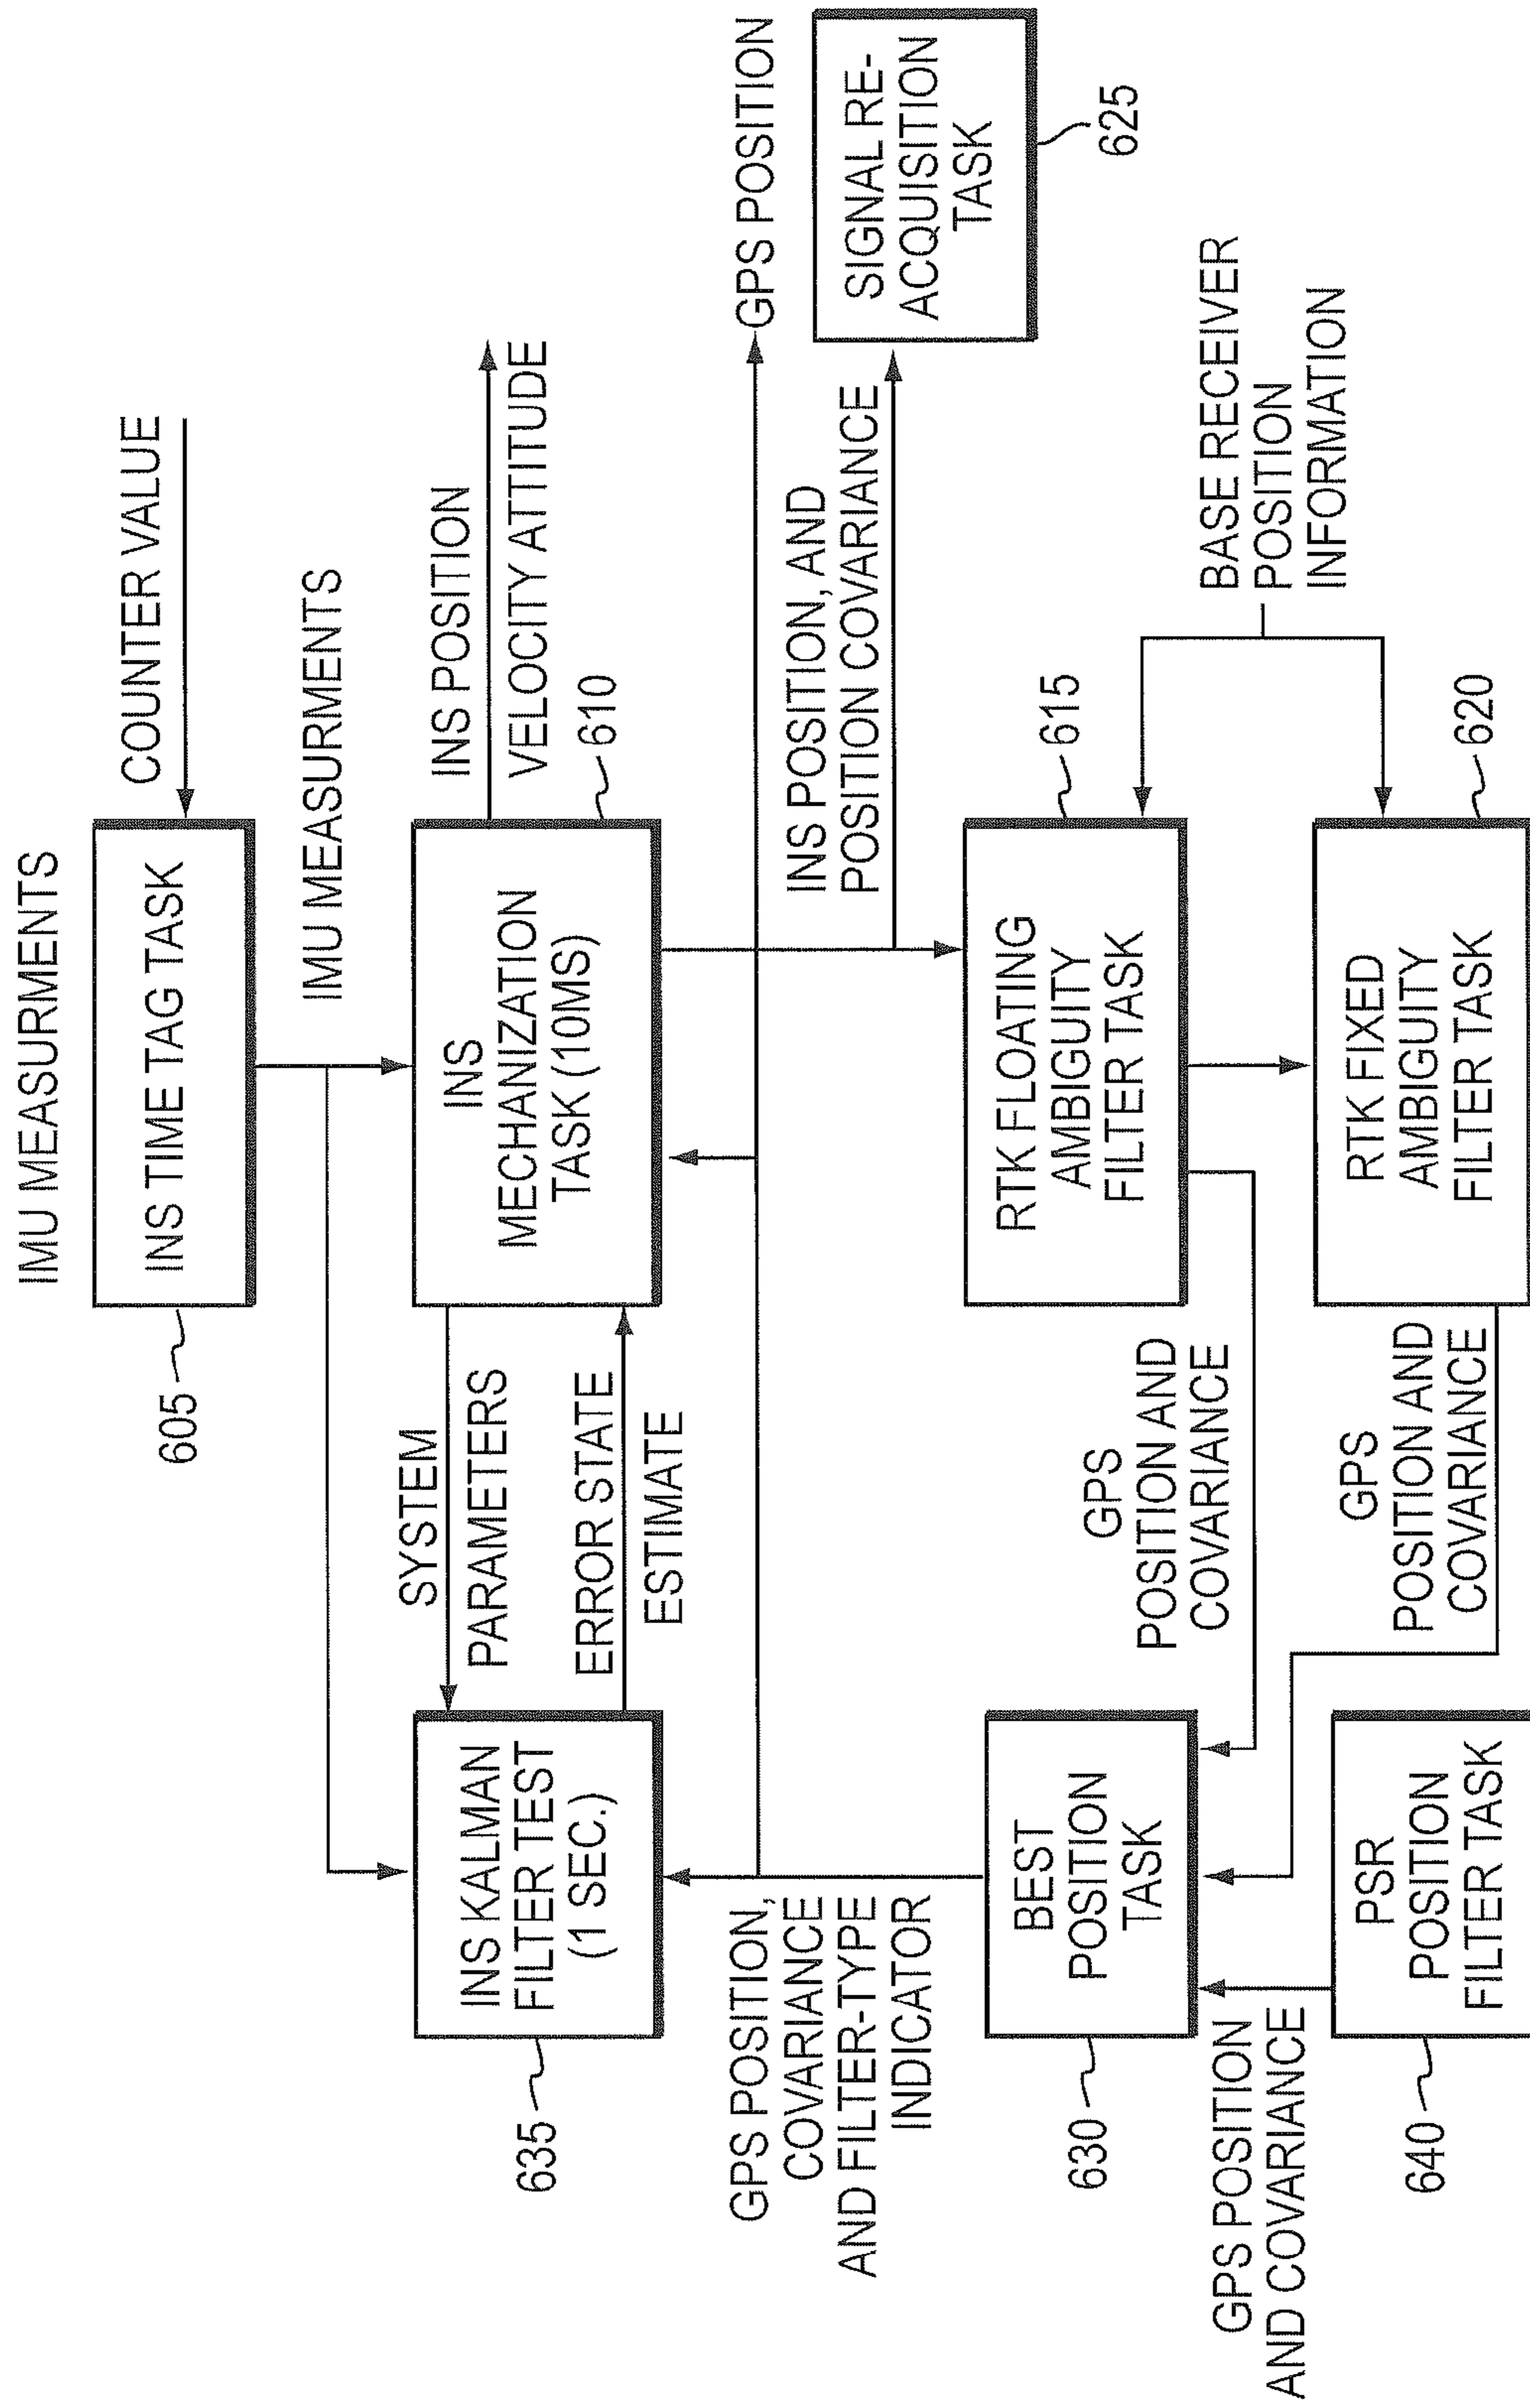 IMU MEASURMENTS
INS TIME TAG TASK
605
COUNTER VALUE
IMU MEASURMENTS
INS KALMAN
FILTER TEST
(1 SEC.)
635
SYSTEM
PARAMETERS
ERROR STATE
ESTIMATE
INS
MECHANIZATION
TASK (10MS)
610
INS POSITION
VELOCITY ATTITUDE
GPS POSITION,
COVARIANCE
AND FILTER-TYPE
INDICATOR
GPS POSITION
INS POSITION, AND
POSITION COVARIANCE
SIGNAL RE-
ACQUISITION
TASK
625
BEST
POSITION
TASK
630
GPS
POSITION AND
COVARIANCE
RTK FLOATING
AMBIGUITY
FILTER TASK
615
BASE RECEIVER
POSITION
INFORMATION
GPS POSITION
AND COVARIANCE
PSR
POSITION
FILTER TASK
640
GPS
POSITION AND
COVARIANCE
RTK FIXED
AMBIGUITY
FILTER TASK
620